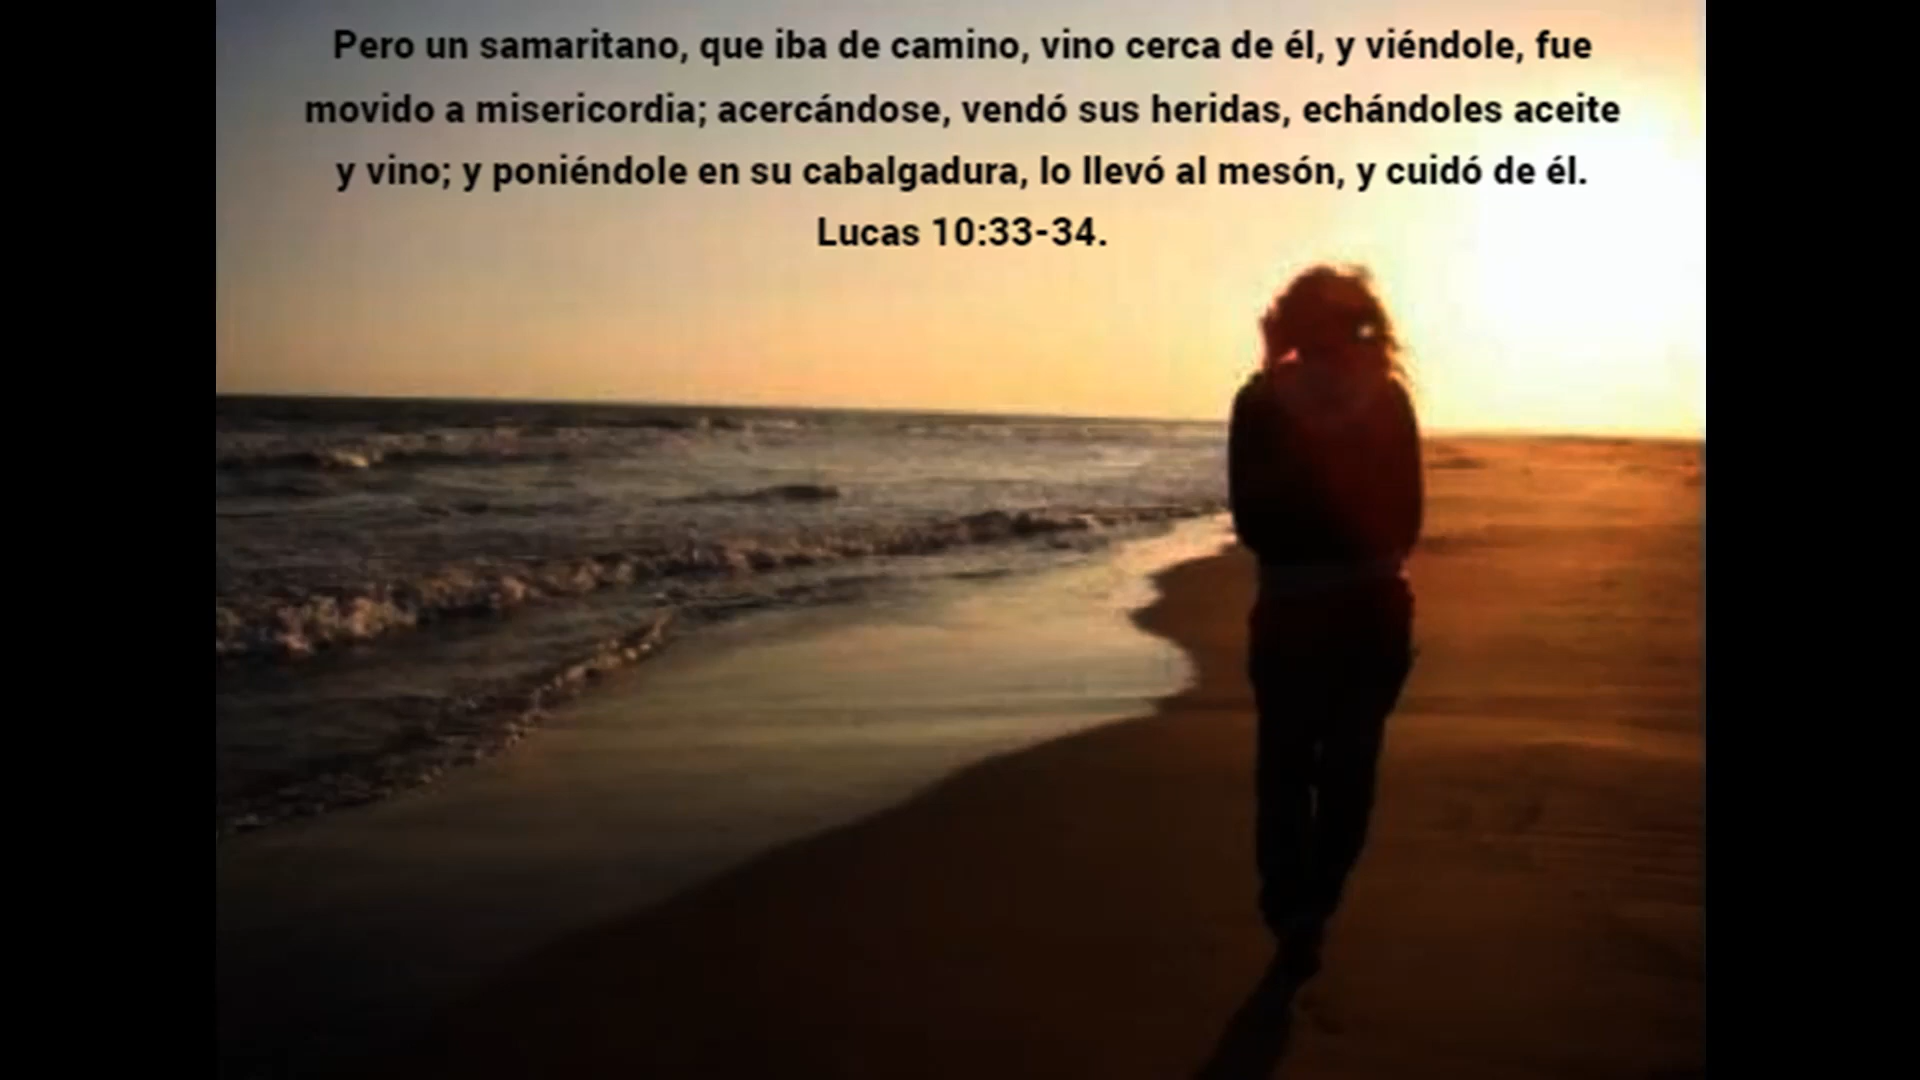 Pero un samaritano, que iba de camino, vino cerca de él, y viéndole, fue
movido a misericordia; acercándose, vendó sus heridas, echándoles aceite
y vino; y poniéndole en su cabalgadura, lo llevó al mesón, y cuidó de él.
Lucas 10:33-34.